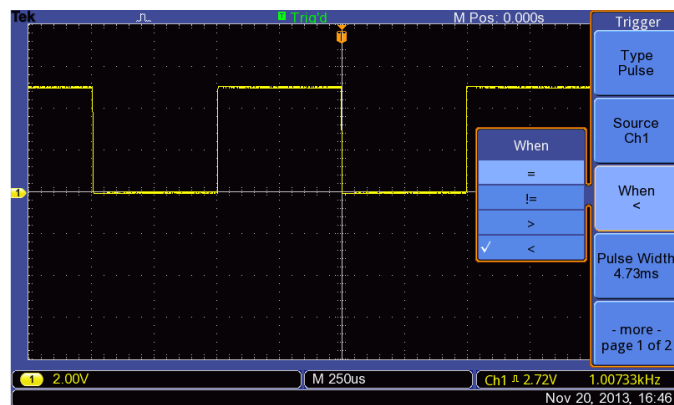 Tek T Trig'd M Pos: 0.000s Trigger
T
Type
Pulse
Source
Ch1
When
=
!=
>
✓ <
When
<
1
Pulse Width
4.73ms
- more -
page 1 of 2
1 2.00V M 250us Ch1 2.72V 1.00733kHz
Nov 20, 2013, 16:46